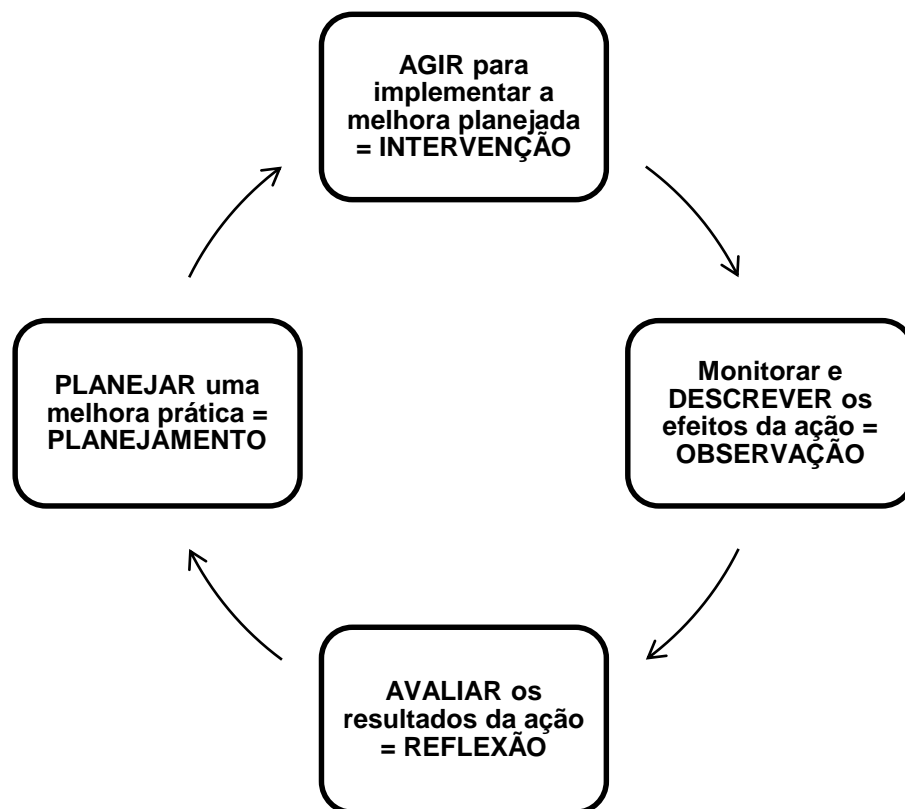 AGIR para
implementar a
melhora planejada
= INTERVENÇÃO
Monitorar e
DESCREVER os
efeitos da ação =
OBSERVAÇÃO
AVALIAR os
resultados da ação
= REFLEXÃO
PLANEJAR uma
melhora prática =
PLANEJAMENTO